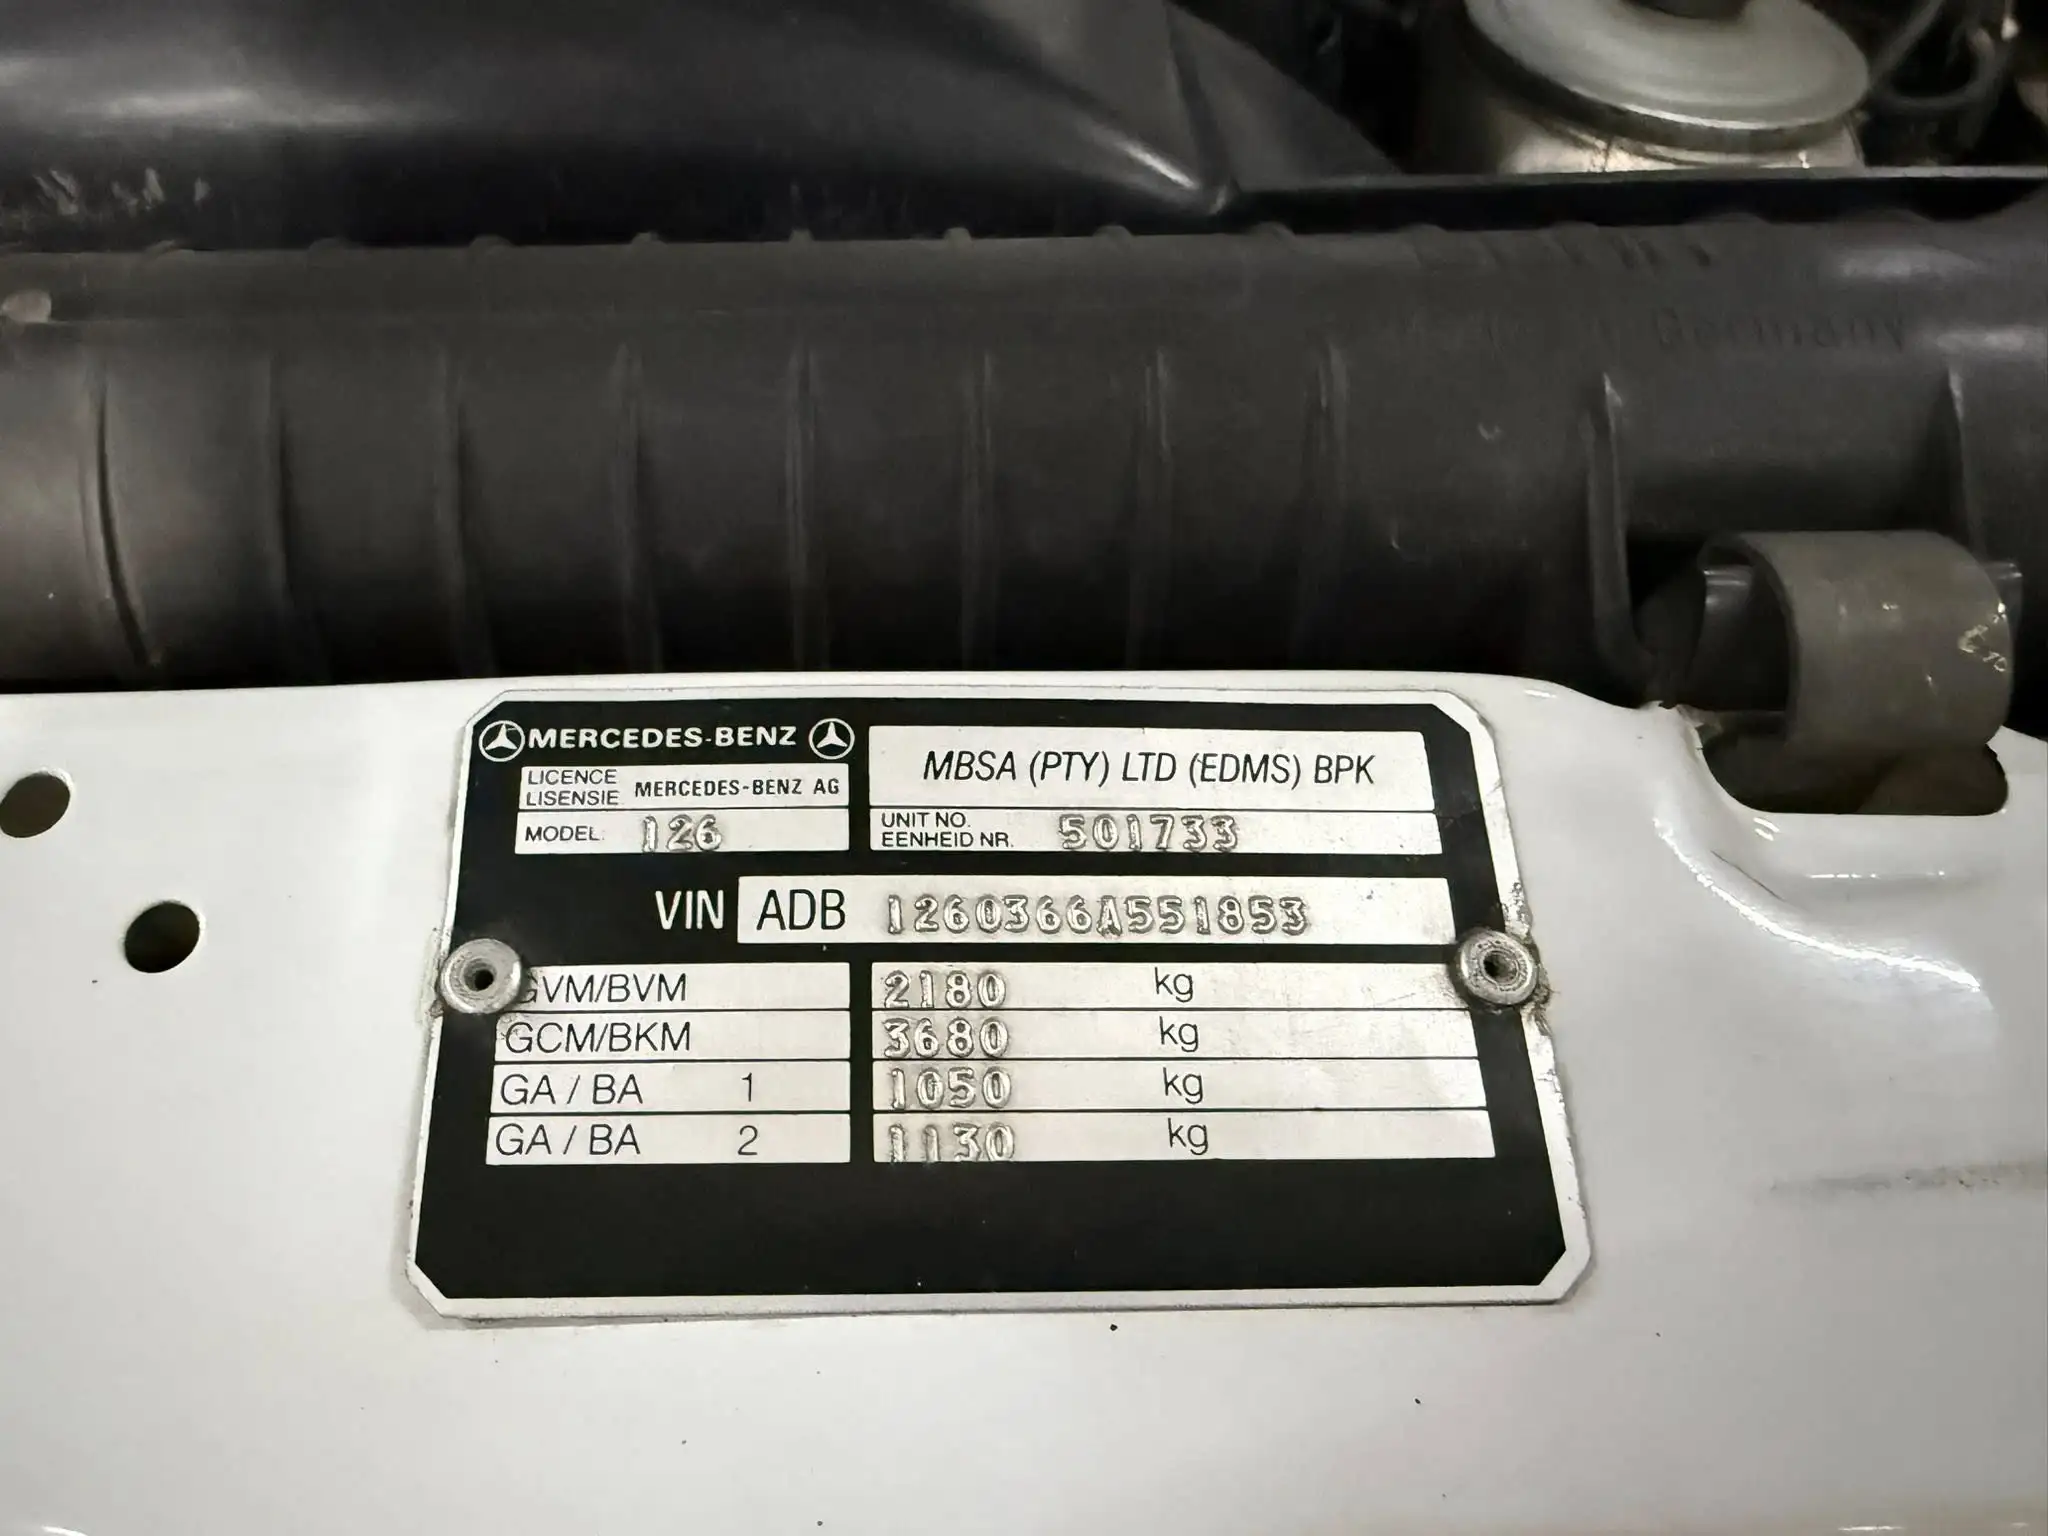 Germany
MERCEDES-BENZ
MBSA (PTY) LTD (EDMS) BPK
LICENCE
LISENSIE MERCEDES-BENZ AG
MODEL: 126
UNIT NO.
EENHEID NR. 501733
VIN ADB 1260366A551853
GVM/BVM 2180 kg
GCM/BKM 3680 kg
GA / BA 1 1050 kg
GA / BA 2 1130 kg